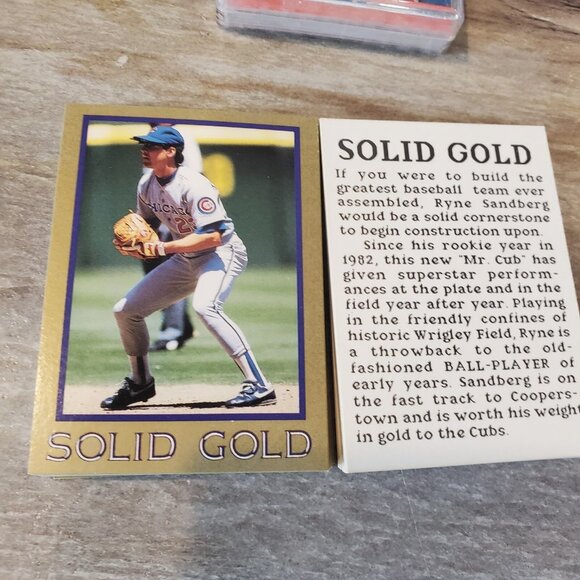 CHICAGO
23
SOLID GOLD
SOLID GOLD
If you were to build the
greatest baseball team ever
assembled, Ryne Sandberg
would be a solid cornerstone
to begin construction upon.
Since his rookie year in
1982, this new "Mr. Cub" has
given superstar perform-
ances at the plate and in the
field year after year. Playing
in the friendly confines of
historic Wrigley Field, Ryne is
a throwback to the old-
fashioned BALL-PLAYER of
early years. Sandberg is on
the fast track to Coopers-
town and is worth his weight
in gold to the Cubs.